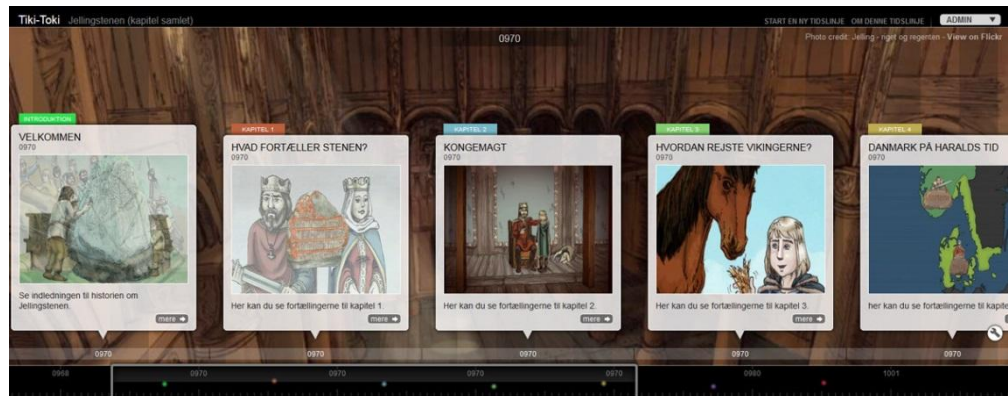 Tiki-Toki Jellingstenen (kapitel samlet)
START EN NY TIDSLINJE OM DENNE TIDSLINJE ADMIN
0970
Photo credit: Jelling - nget og regenten - View on Flickr
INTRODUKTION
VELKOMMEN
0970
Se indledningen til historien om
Jellingstenen.
mere
KAPITEL 1
HVAD FORTÆLLER STENEN?
0970
Her kan du se fortællingerne til kapitel 1.
mere
KAPITEL 2
KONGEMAGT
0970
Her kan du se fortællingerne til kapitel 2.
mere
KAPITEL 3
HVORDAN REJSTE VIKINGERNE?
0970
Her kan du se fortællingerne til kapitel 3.
mere
KAPITEL 4
DANMARK PÅ HARALDS TID
0970
her kan du se fortællingerne til kapite
0970 0970 0970 0970 0970
0968 0970 0970 0970 0970 0980 1001